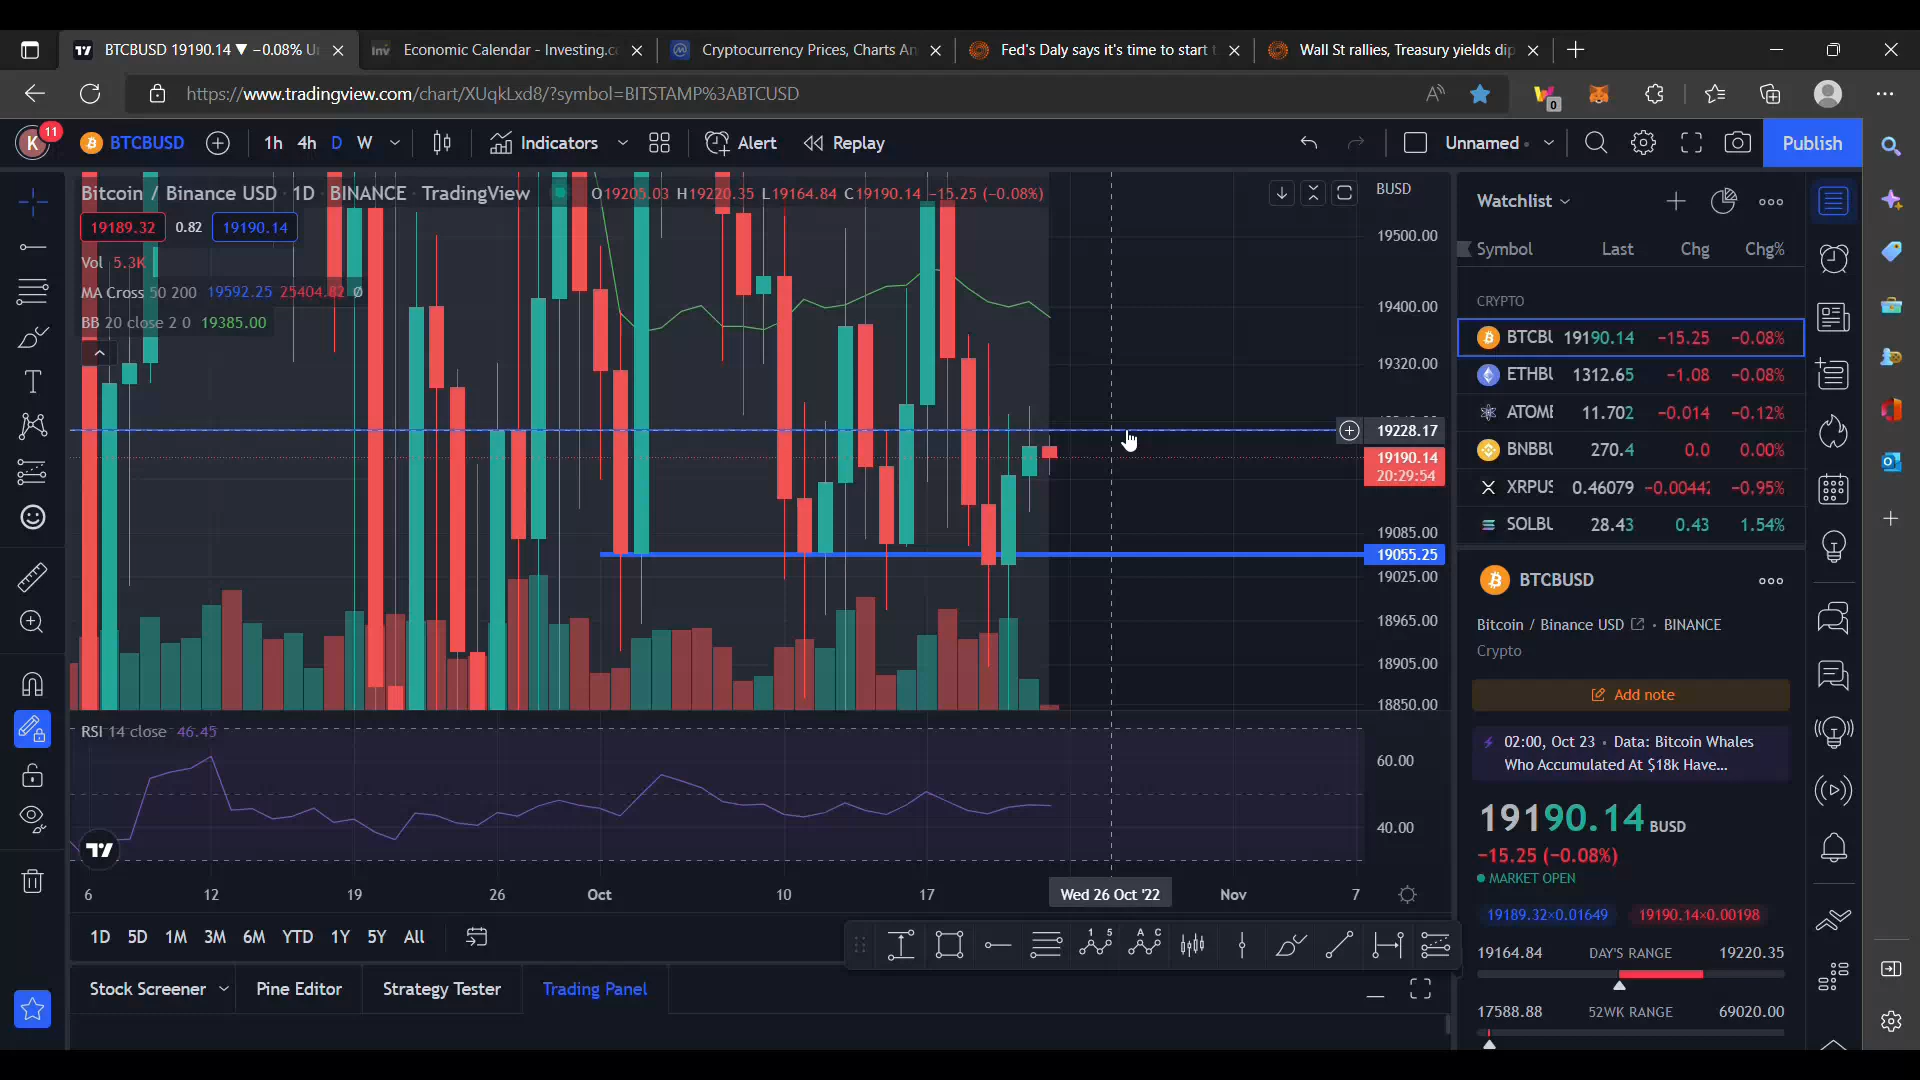 BTCBUSD 19190.14 ▼ −0.08% U
Economic Calendar - Investing.c
Cryptocurrency Prices, Charts An
Fed's Daly says it's time to start t
Wall St rallies, Treasury yields dip
https://www.tradingview.com/chart/XUqkLxd8/?symbol=BITSTAMP%3ABTCUSD
0
K 11
BTCBUSD
1h 4h D W
Indicators
Alert
Replay
Unnamed
Publish
Bitcoin / Binance USD · 1D · BINANCE · TradingView
O19205.03 H19220.35 L19164.84 C19190.14 −15.25 (−0.08%)
BUSD
19189.32 0.82 19190.14
Vol 5.3K
MA Cross 50 200 19592.25 25404.82 Ø
BB 20 close 2 0 19385.00
19500.00
19400.00
19320.00
19228.17
19190.14
20:29:54
19085.00
19055.25
19025.00
18965.00
18905.00
18850.00
RSI 14 close 46.45
60.00
40.00
6 12 19 26 Oct 10 17 Wed 26 Oct '22 Nov 7
1D 5D 1M 3M 6M YTD 1Y 5Y All
1 5
A C
Stock Screener
Pine Editor
Strategy Tester
Trading Panel
Watchlist
Symbol Last Chg Chg%
CRYPTO
BTCBU 19190.14 −15.25 −0.08%
ETHBU 1312.65 −1.08 −0.08%
ATOME 11.702 −0.014 −0.12%
BNBBU 270.4 0.0 0.00%
XRPUS 0.46079 −0.00442 −0.95%
SOLBU 28.43 0.43 1.54%
BTCBUSD
Bitcoin / Binance USD · BINANCE
Crypto
Add note
02:00, Oct 23 · Data: Bitcoin Whales
Who Accumulated At $18k Have...
19190.14 BUSD
−15.25 (−0.08%)
MARKET OPEN
19189.32×0.01649 19190.14×0.00198
19164.84 DAY'S RANGE 19220.35
17588.88 52WK RANGE 69020.00